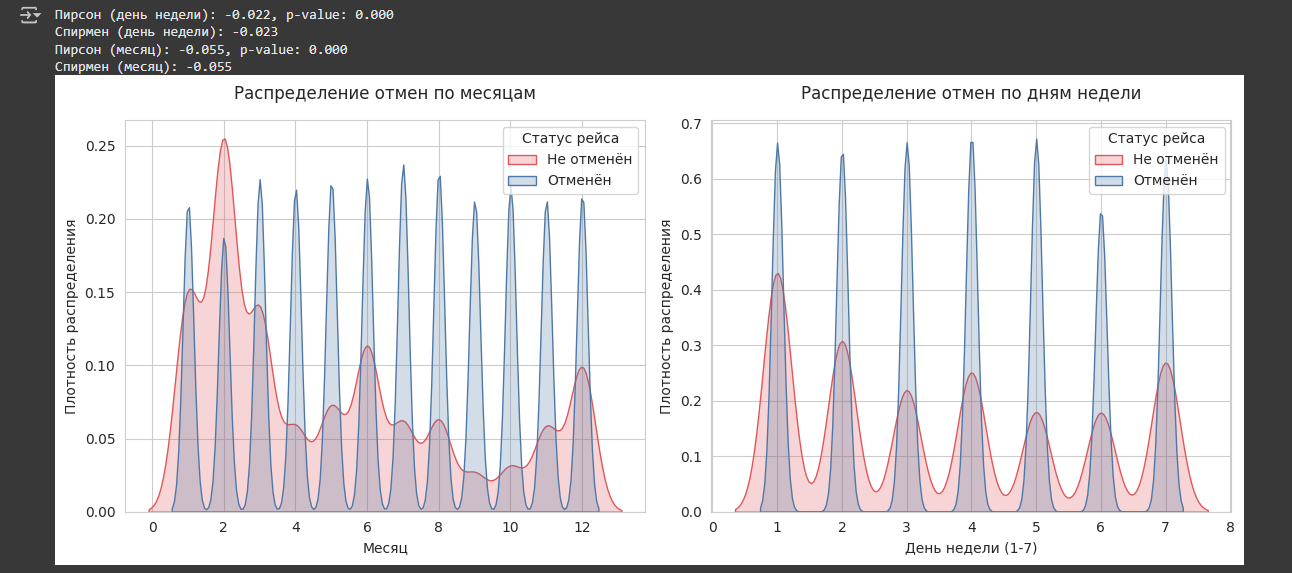 Пирсон (день недели): -0.022, p-value: 0.000
Спирмен (день недели): -0.023
Пирсон (месяц): -0.055, p-value: 0.000
Спирмен (месяц): -0.055
Распределение отмен по месяцам
Плотность распределения
0.25
0.20
0.15
0.10
0.05
0.00
Статус рейса
Не отменён
Отменён
0 2 4 6 8 10 12
Месяц
Распределение отмен по дням недели
Плотность распределения
0.7
0.6
0.5
0.4
0.3
0.2
0.1
0.0
Статус рейса
Не отменён
Отменён
0 1 2 3 4 5 6 7 8
День недели (1-7)